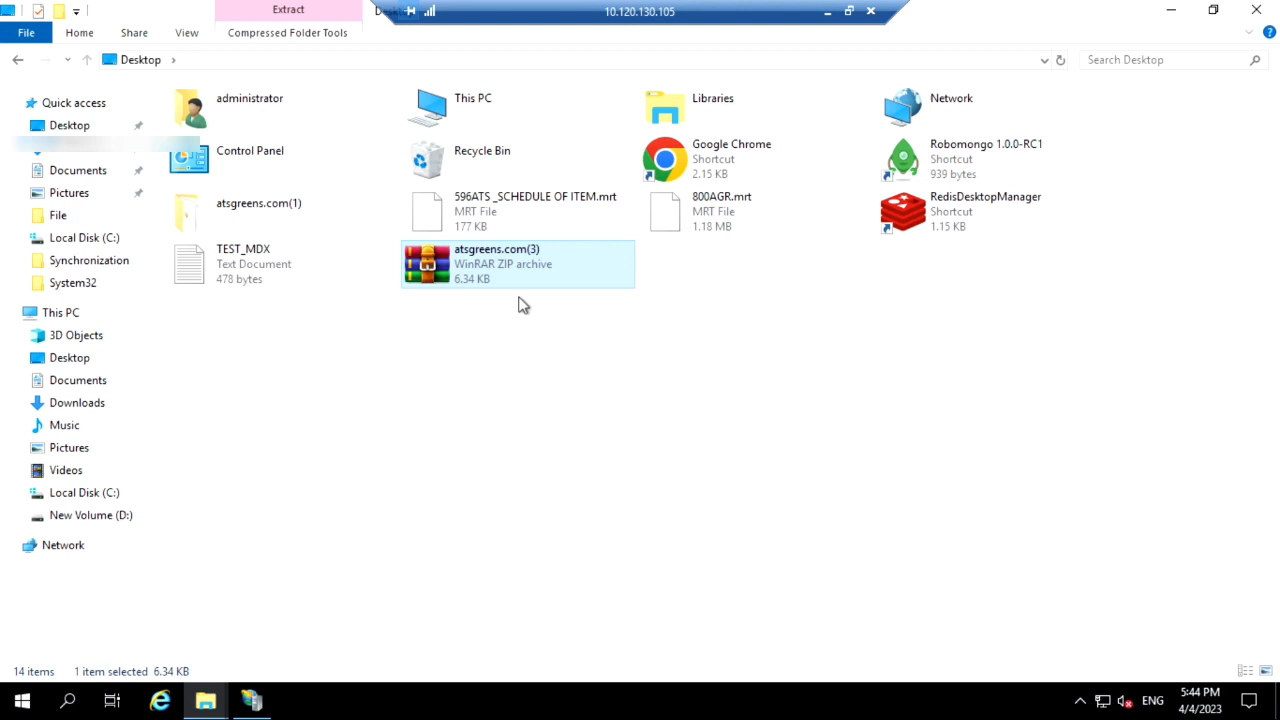 Extract
Deskto
10.120.130.105
File
Home
Share
View
Compressed Folder Tools
Desktop
Search Desktop
Quick access
Desktop
Documents
Pictures
File
Local Disk (C:)
Synchronization
System32
This PC
3D Objects
Desktop
Documents
Downloads
Music
Pictures
Videos
Local Disk (C:)
New Volume (D:)
Network
administrator
This PC
Libraries
Network
Control Panel
Recycle Bin
Google Chrome
Shortcut
2.15 KB
Robomongo 1.0.0-RC1
Shortcut
939 bytes
atsgreens.com(1)
596ATS _SCHEDULE OF ITEM.mrt
MRT File
177 KB
800AGR.mrt
MRT File
1.18 MB
RedisDesktopManager
Shortcut
1.15 KB
TEST_MDX
Text Document
478 bytes
atsgreens.com(3)
WinRAR ZIP archive
6.34 KB
14 items
1 item selected 6.34 KB
ENG
5:44 PM
4/4/2023